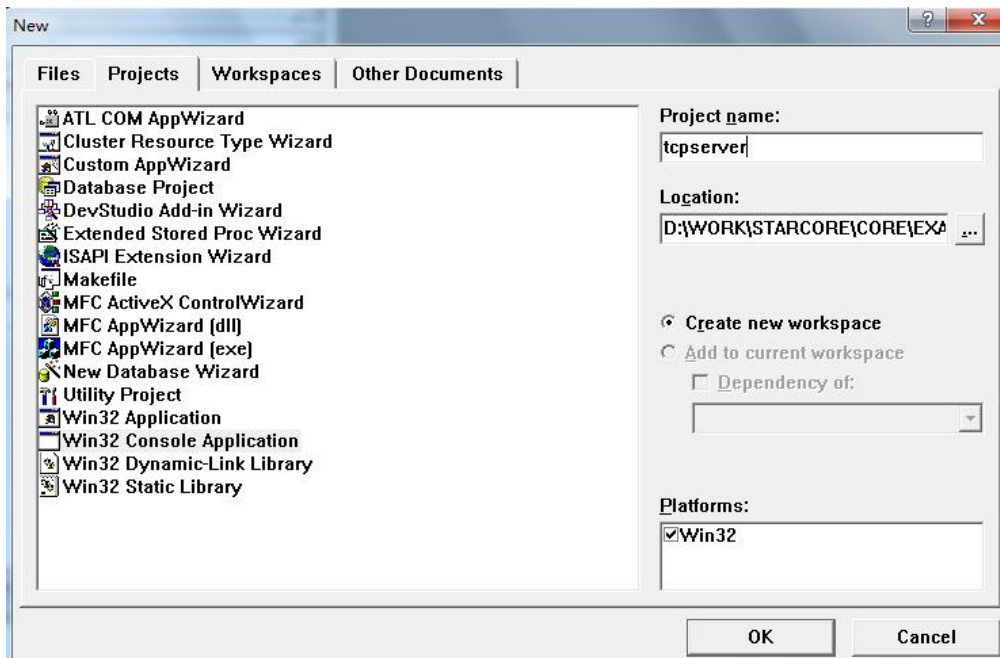 New
Files Projects Workspaces Other Documents
ATL COM AppWizard
Cluster Resource Type Wizard
Custom AppWizard
Database Project
DevStudio Add-in Wizard
Extended Stored Proc Wizard
ISAPI Extension Wizard
Makefile
MFC ActiveX ControlWizard
MFC AppWizard (dll)
MFC AppWizard (exe)
New Database Wizard
Utility Project
Win32 Application
Win32 Console Application
Win32 Dynamic-Link Library
Win32 Static Library
Project name:
tcpserver
Location:
D:\WORK\STARCORE\CORE\EXA
...
Create new workspace
Add to current workspace
Dependency of:
Platforms:
Win32
OK Cancel